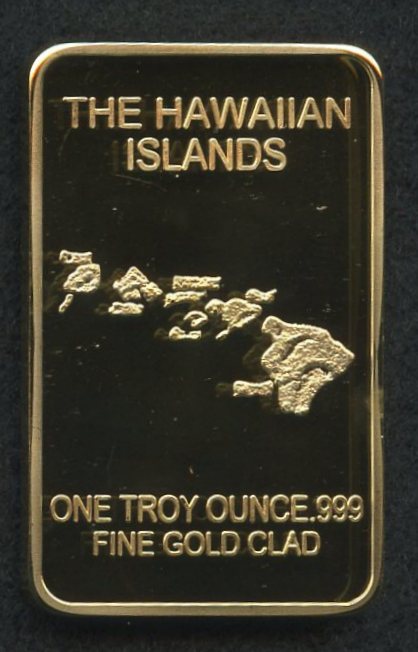 THE HAWAIIAN
ISLANDS
ONE TROY OUNCE.999
FINE GOLD CLAD